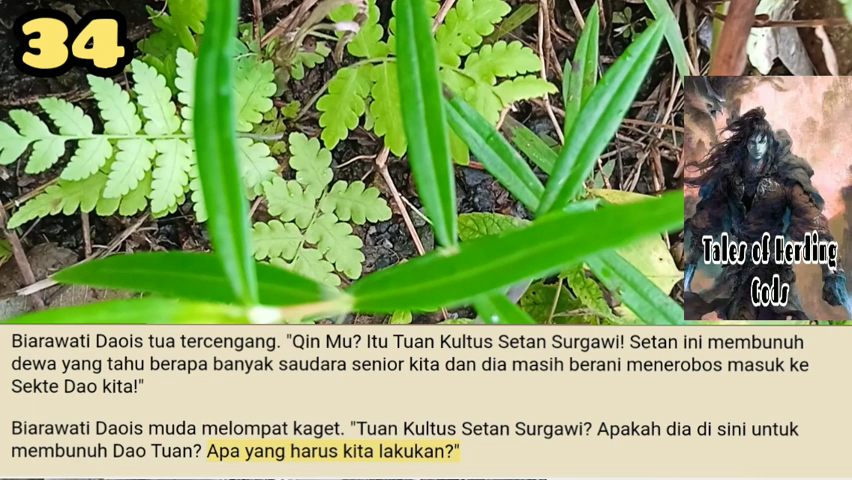 34
Tales of Herding
Gods
Biarawati Daois tua tercengang. "Qin Mu? Itu Tuan Kultus Setan Surgawi! Setan ini membunuh
dewa yang tahu berapa banyak saudara senior kita dan dia masih berani menerobos masuk ke
Sekte Dao kita!"
Biarawati Daois muda melompat kaget. "Tuan Kultus Setan Surgawi? Apakah dia di sini untuk
membunuh Dao Tuan? Apa yang harus kita lakukan?"